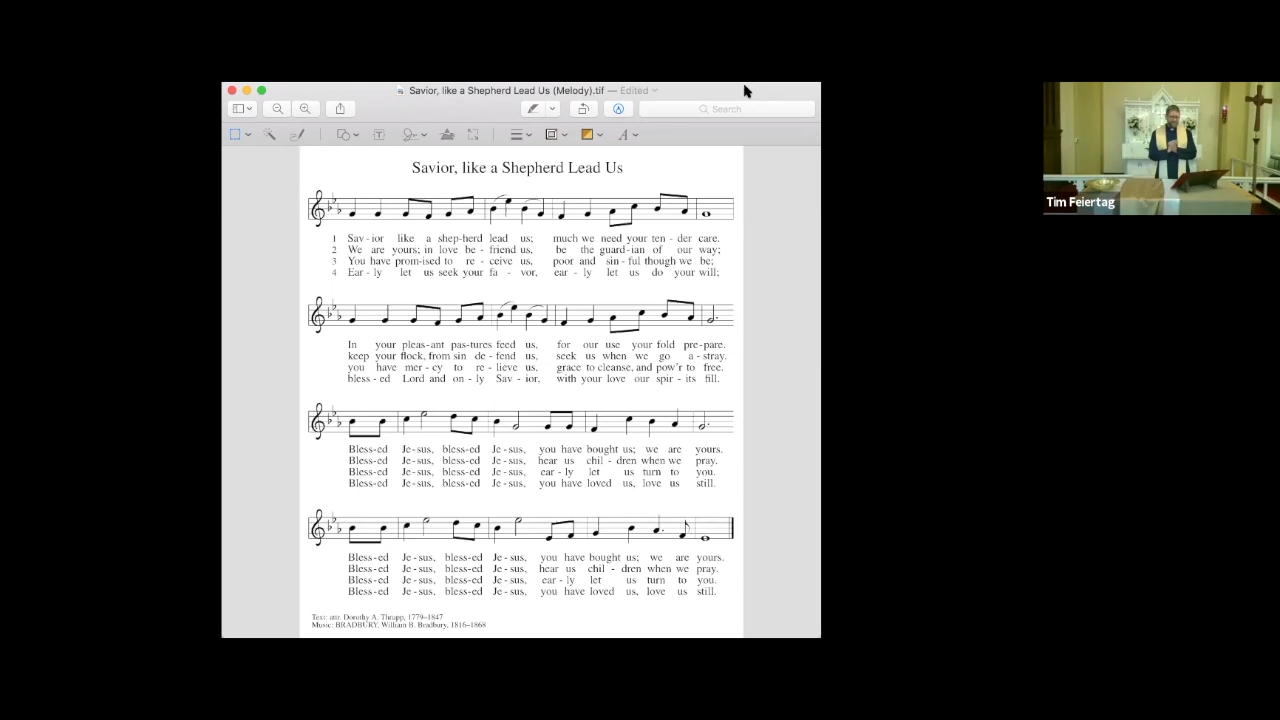 Savior, like a Shepherd Lead Us (Melody).tif — Edited
Search
Savior, like a Shepherd Lead Us
1 Sav - ior like a shep-herd lead us; much we need your ten - der care.
2 We are yours; in love be - friend us, be the guard-ian of our way;
3 You have prom-ised to re - ceive us, poor and sin - ful though we be;
4 Ear - ly let us seek your fa - vor, ear - ly let us do your will;
In your pleas-ant pas-tures feed us, for our use your fold pre-pare.
keep your flock, from sin de - fend us, seek us when we go a - stray.
you have mer - cy to re - lieve us, grace to cleanse, and pow'r to free.
bless - ed Lord and on - ly Sav - ior, with your love our spir - its fill.
Bless-ed Je - sus, bless-ed Je - sus, you have bought us; we are yours.
Bless-ed Je - sus, bless-ed Je - sus, hear us chil - dren when we pray.
Bless-ed Je - sus, bless-ed Je - sus, ear - ly let us turn to you.
Bless-ed Je - sus, bless-ed Je - sus, you have loved us, love us still.
Bless-ed Je - sus, bless-ed Je - sus, you have bought us; we are yours.
Bless-ed Je - sus, bless-ed Je - sus, hear us chil - dren when we pray.
Bless-ed Je - sus, bless-ed Je - sus, ear - ly let us turn to you.
Bless-ed Je - sus, bless-ed Je - sus, you have loved us, love us still.
Text: attr. Dorothy A. Thrupp, 1779–1847
Music: BRADBURY, William B. Bradbury, 1816–1868
Tim Feiertag